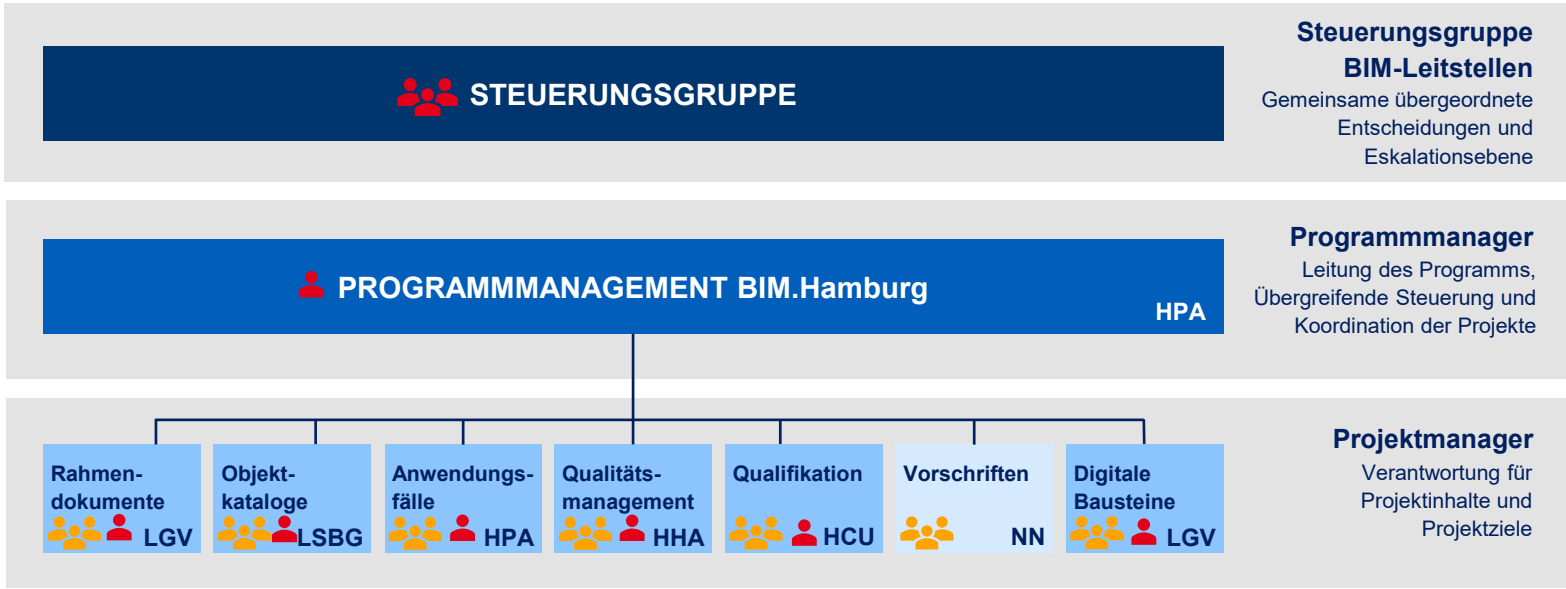 STEUERUNGSGRUPPE
Steuerungsgruppe
BIM-Leitstellen
Gemeinsame übergeordnete
Entscheidungen und
Eskalationsebene
PROGRAMMMANAGEMENT BIM.Hamburg
HPA
Programmmanager
Leitung des Programms,
Übergreifende Steuerung und
Koordination der Projekte
Rahmen-
dokumente
LGV
Objekt-
kataloge
LSBG
Anwendungs-
fälle
HPA
Qualitäts-
management
HHA
Qualifikation
HCU
Vorschriften
NN
Digitale
Bausteine
LGV
Projektmanager
Verantwortung für
Projektinhalte und
Projektziele